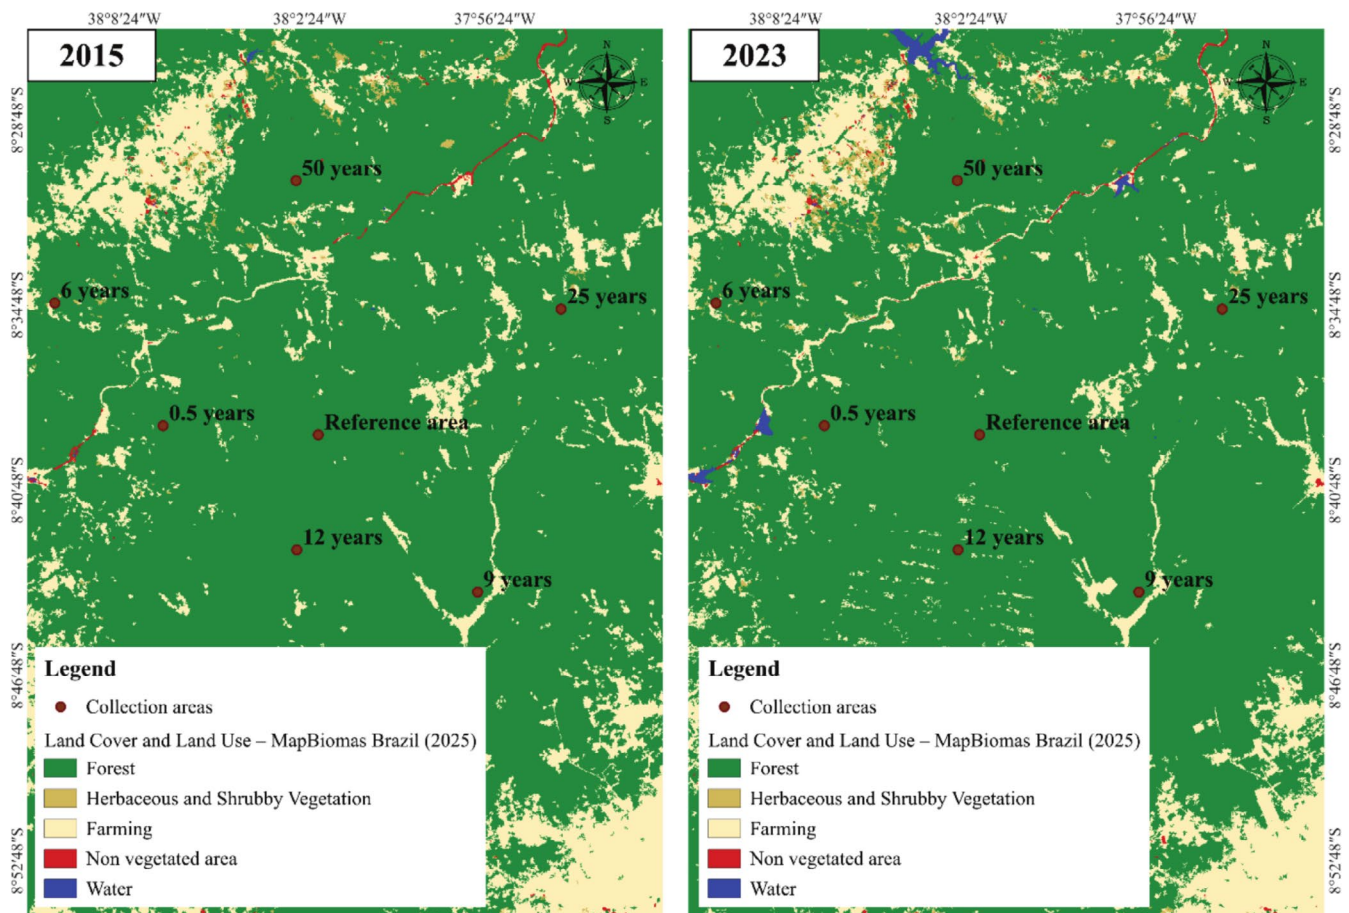 38°8'24"W 38°2'24"W 37°56'24"W 38°8'24"W 38°2'24"W 37°56'24"W
2015
N
W E
S
2023
N
W E
S
8°28'48"S
8°28'48"S
50 years
50 years
8°34'48"S
6 years
25 years
6 years
25 years
8°34'48"S
0.5 years
Reference area
0.5 years
Reference area
8°40'48"S
8°40'48"S
12 years
12 years
9 years
9 years
8°46'48"S
8°46'48"S
8°52'48"S
8°52'48"S
Legend
Collection areas
Land Cover and Land Use – MapBiomas Brazil (2025)
Forest
Herbaceous and Shrubby Vegetation
Farming
Non vegetated area
Water
Legend
Collection areas
Land Cover and Land Use – MapBiomas Brazil (2025)
Forest
Herbaceous and Shrubby Vegetation
Farming
Non vegetated area
Water